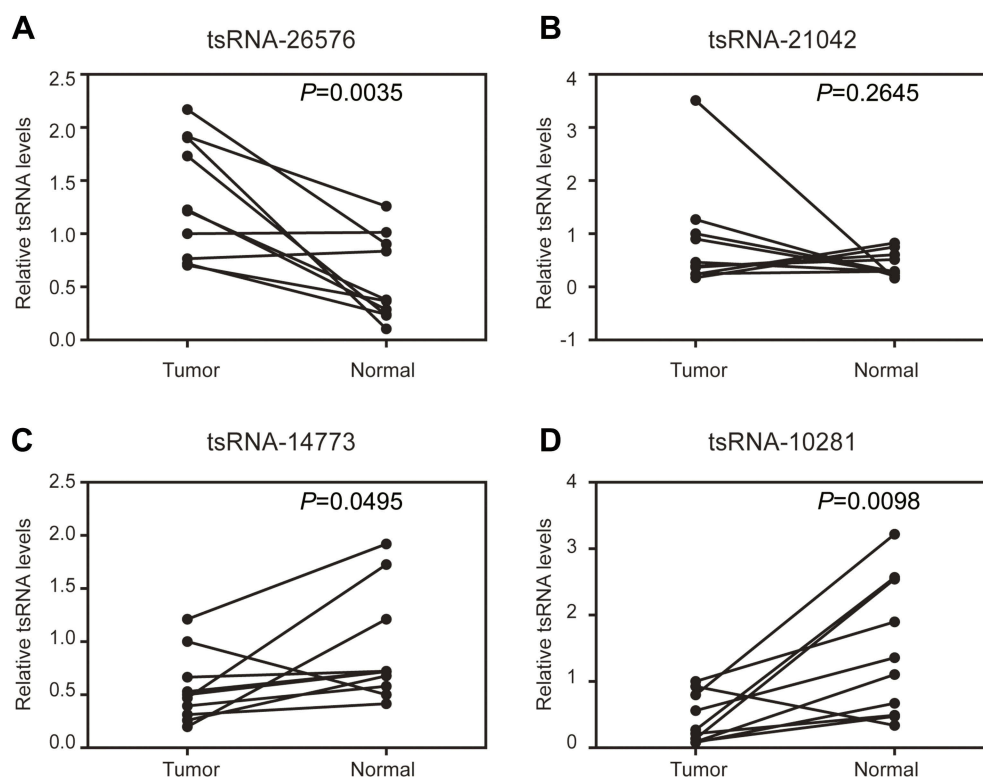 A
tsRNA-26576
P=0.0035
Relative tsRNA levels
2.5
2.0
1.5
1.0
0.5
0.0
Tumor Normal
B
tsRNA-21042
P=0.2645
Relative tsRNA levels
4
3
2
1
0
-1
Tumor Normal
C
tsRNA-14773
P=0.0495
Relative tsRNA levels
2.5
2.0
1.5
1.0
0.5
0.0
Tumor Normal
D
tsRNA-10281
P=0.0098
Relative tsRNA levels
4
3
2
1
0
Tumor Normal